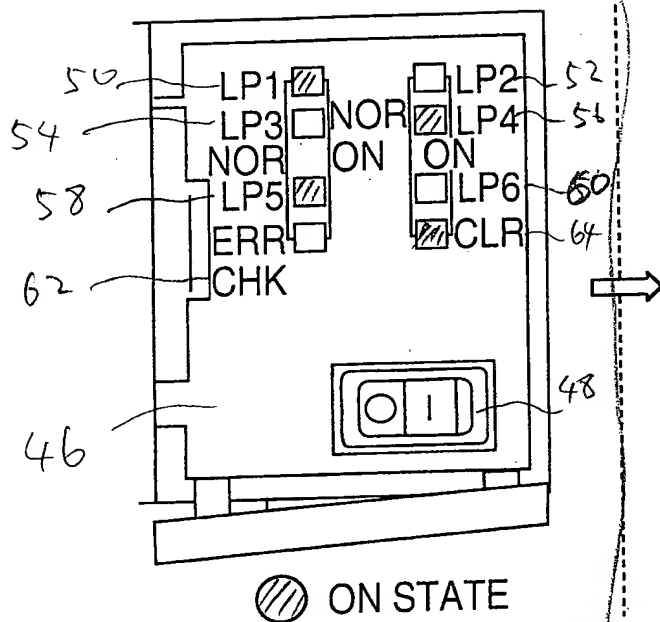 50 LP1 LP2 52
54 LP3 NOR LP4 56
NOR ON ON
58 LP5 LP6 60
ERR CLR 64
62 CHK
46 O I 48
ON STATE